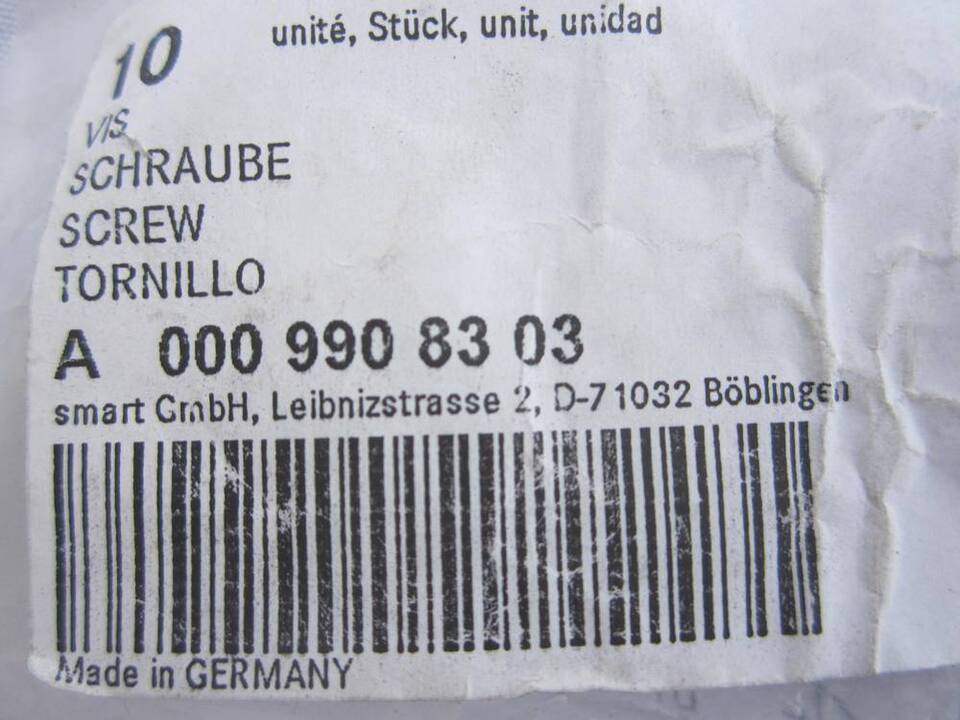 10 unité, Stück, unit, unidad
VIS
SCHRAUBE
SCREW
TORNILLO
A 000 990 83 03
smart GmbH, Leibnizstrasse 2, D-71032 Böblingen
Made in GERMANY